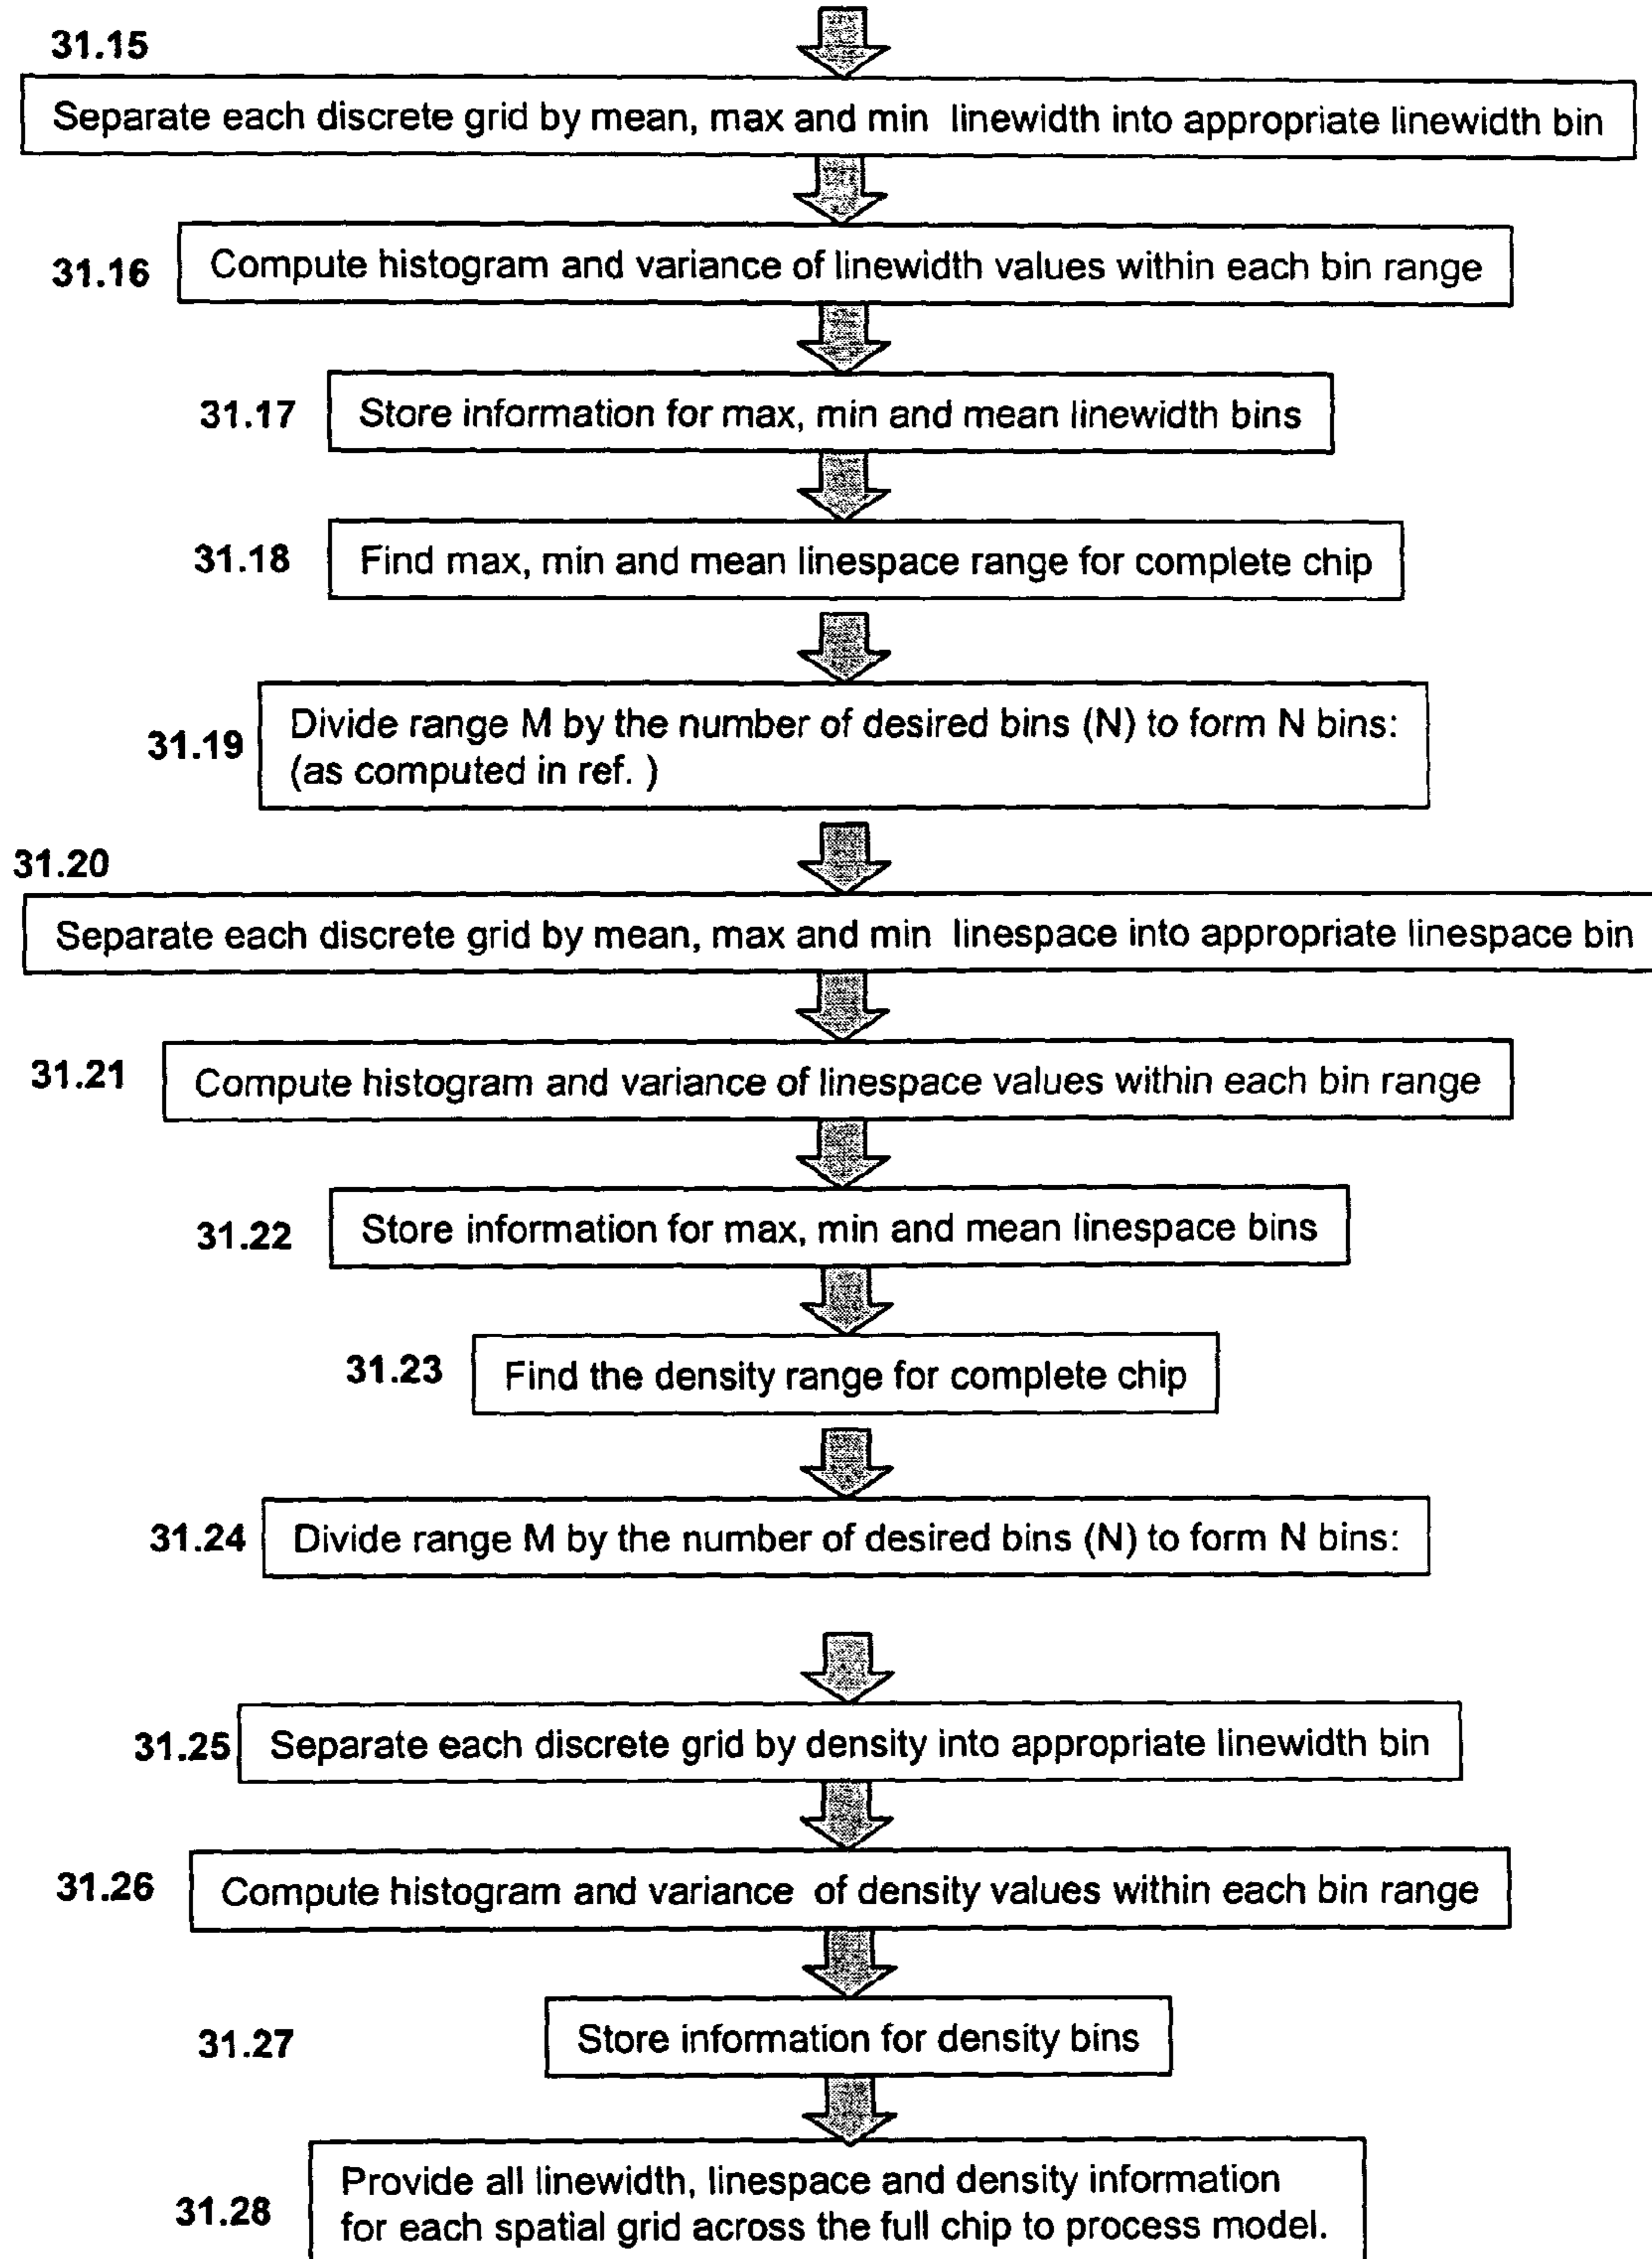 31.15
Separate each discrete grid by mean, max and min linewidth into appropriate linewidth bin
31.16
Compute histogram and variance of linewidth values within each bin range
31.17
Store information for max, min and mean linewidth bins
31.18
Find max, min and mean linespace range for complete chip
31.19
Divide range M by the number of desired bins (N) to form N bins:
(as computed in ref. )
31.20
Separate each discrete grid by mean, max and min linespace into appropriate linespace bin
31.21
Compute histogram and variance of linespace values within each bin range
31.22
Store information for max, min and mean linespace bins
31.23
Find the density range for complete chip
31.24
Divide range M by the number of desired bins (N) to form N bins:
31.25
Separate each discrete grid by density into appropriate linewidth bin
31.26
Compute histogram and variance of density values within each bin range
31.27
Store information for density bins
31.28
Provide all linewidth, linespace and density information
for each spatial grid across the full chip to process model.